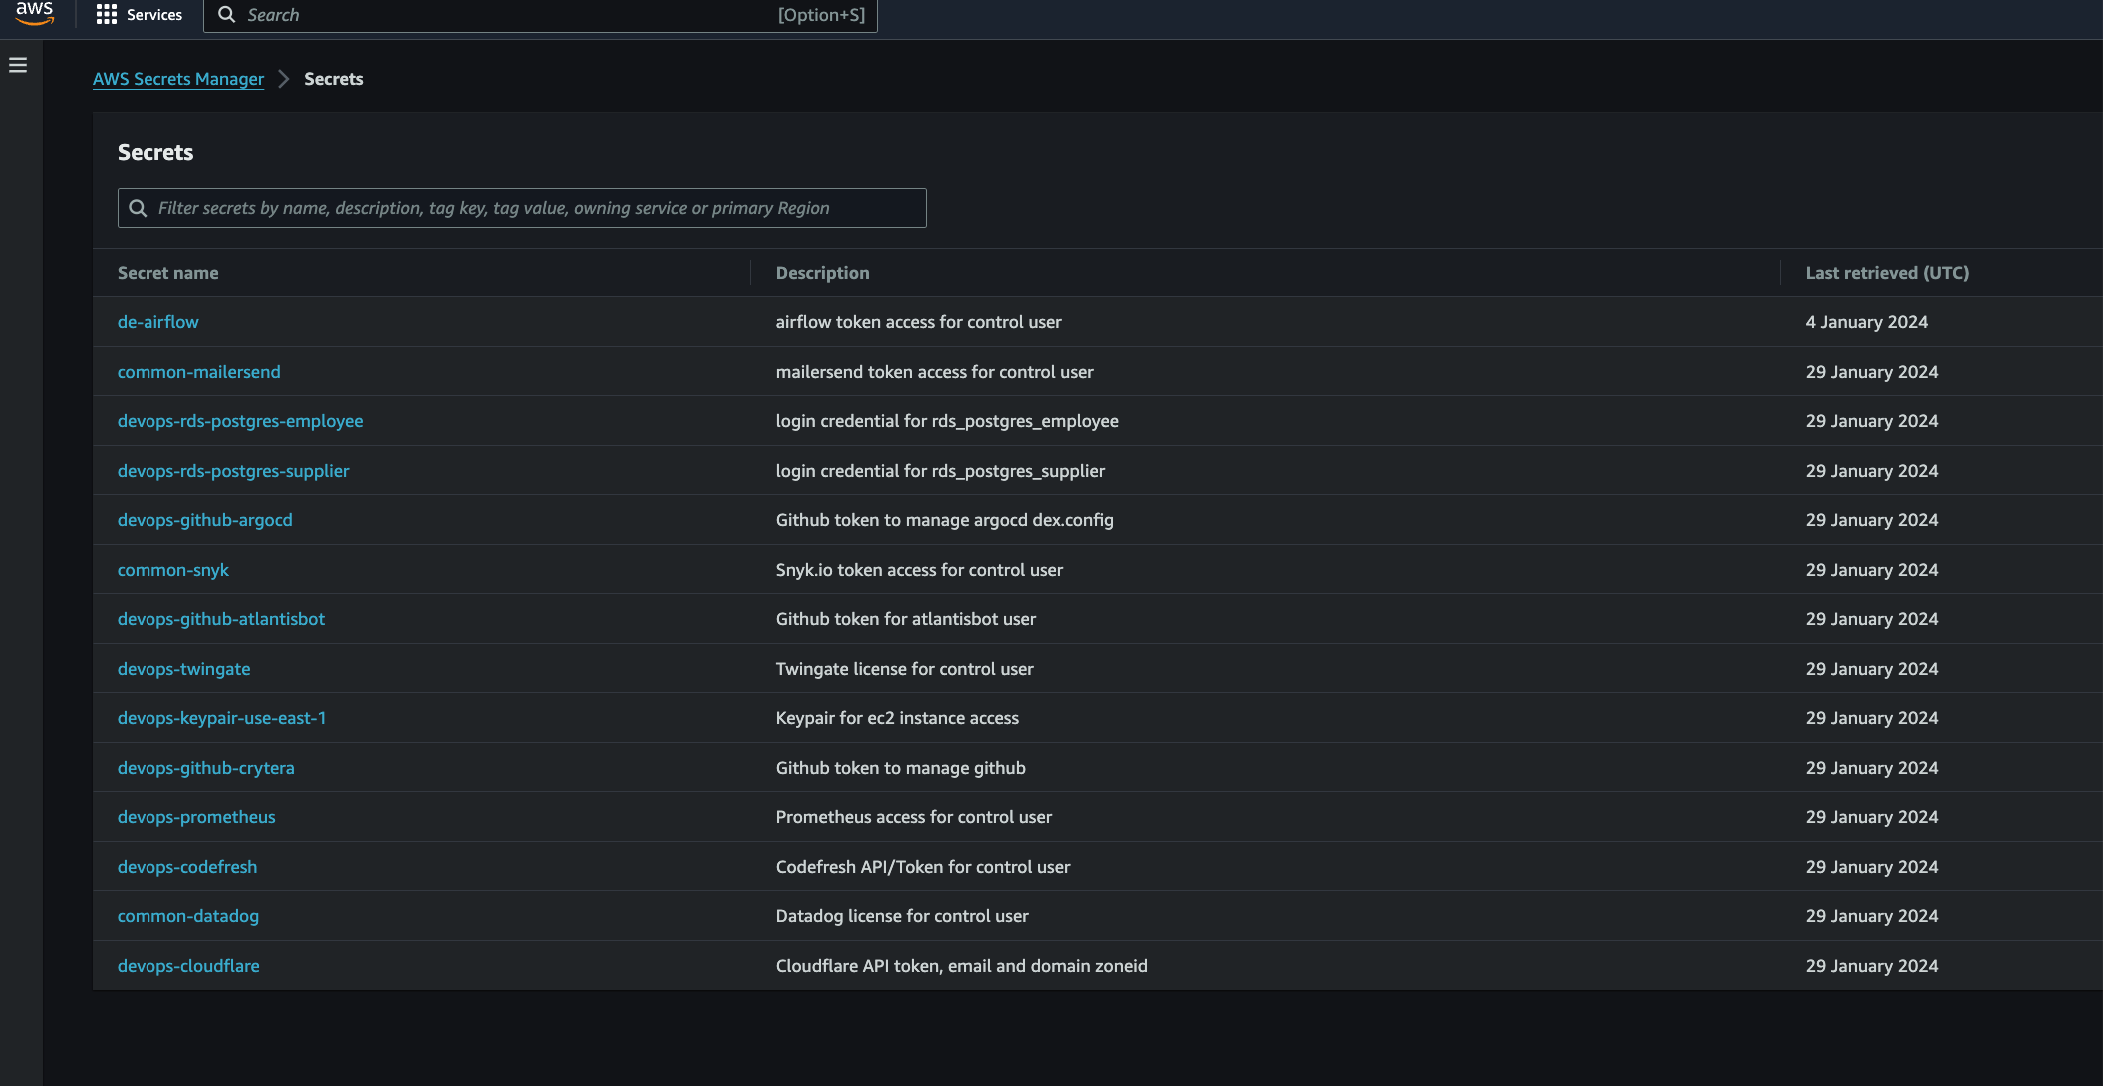 aws Services Search [Option+S]
AWS Secrets Manager Secrets
Secrets
Filter secrets by name, description, tag key, tag value, owning service or primary Region
Secret name Description Last retrieved (UTC)
de-airflow airflow token access for control user 4 January 2024
common-mailersend mailersend token access for control user 29 January 2024
devops-rds-postgres-employee login credential for rds_postgres_employee 29 January 2024
devops-rds-postgres-supplier login credential for rds_postgres_supplier 29 January 2024
devops-github-argocd Github token to manage argocd dex.config 29 January 2024
common-snyk Snyk.io token access for control user 29 January 2024
devops-github-atlantisbot Github token for atlantisbot user 29 January 2024
devops-twingate Twingate license for control user 29 January 2024
devops-keypair-use-east-1 Keypair for ec2 instance access 29 January 2024
devops-github-crytera Github token to manage github 29 January 2024
devops-prometheus Prometheus access for control user 29 January 2024
devops-codefresh Codefresh API/Token for control user 29 January 2024
common-datadog Datadog license for control user 29 January 2024
devops-cloudflare Cloudflare API token, email and domain zoneid 29 January 2024